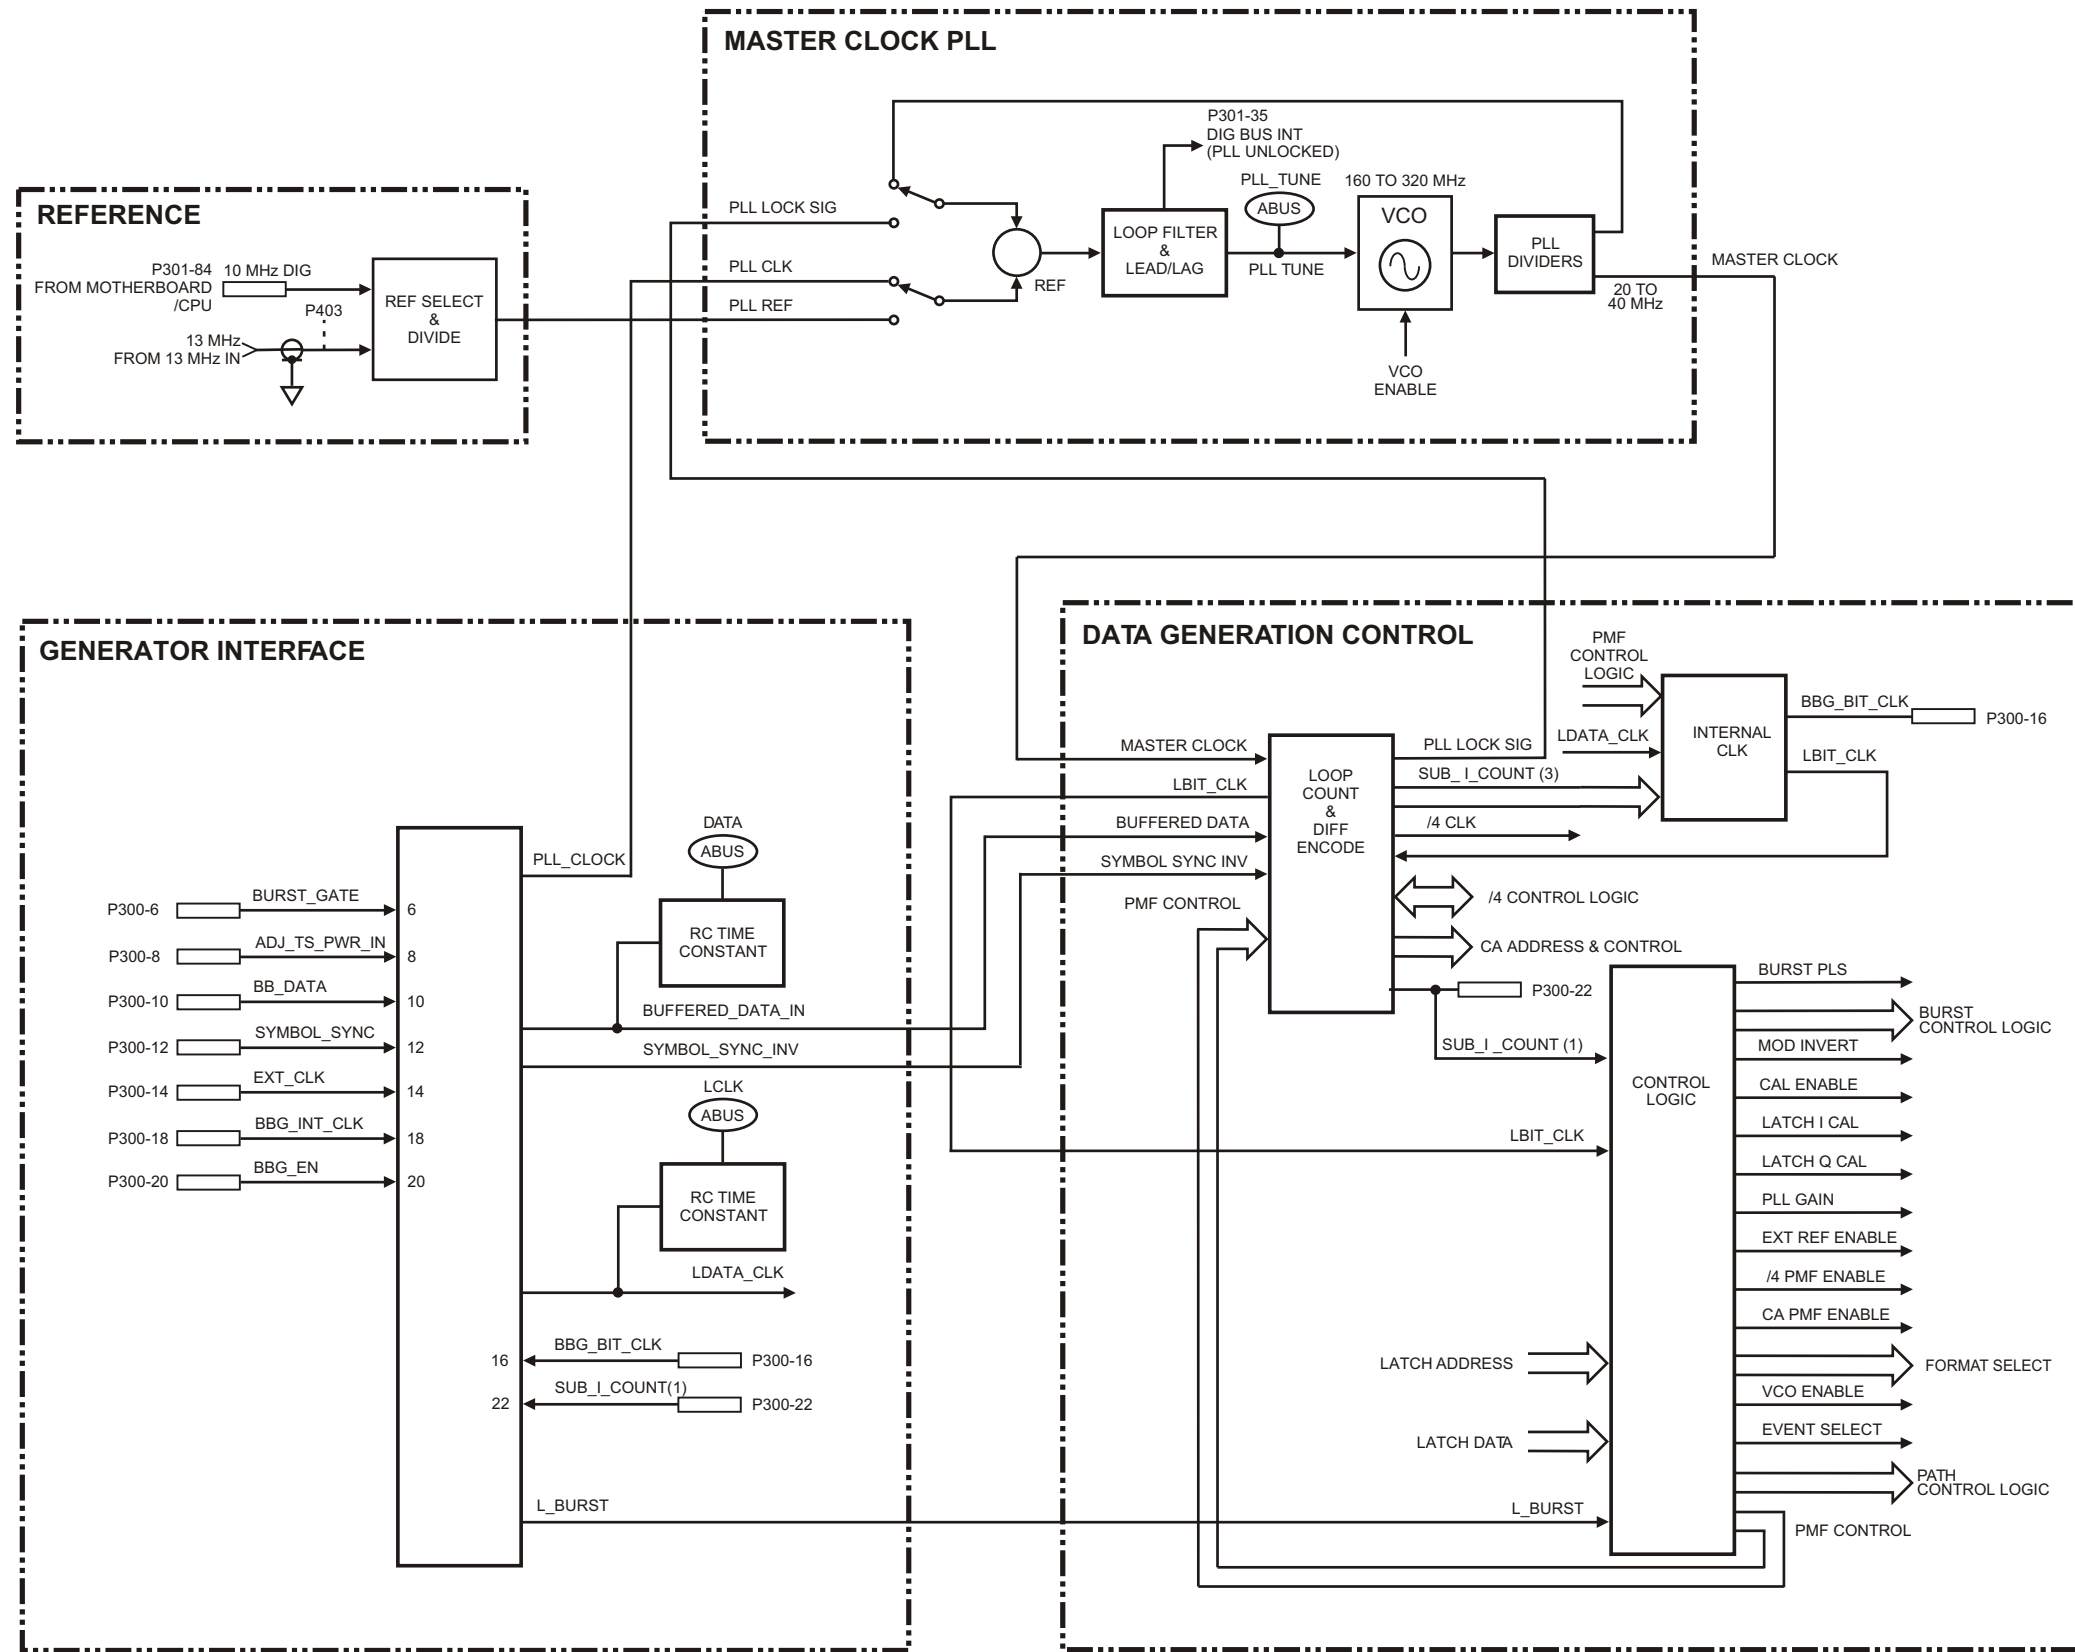 MASTER CLOCK PLL
P301-35
DIG BUS INT
(PLL UNLOCKED)
PLL_TUNE
ABUS
160 TO 320 MHz
VCO
PLL LOCK SIG
PLL CLK
PLL REF
REF
LOOP FILTER
&
LEAD/LAG
PLL TUNE
PLL
DIVIDERS
MASTER CLOCK
20 TO
40 MHz
VCO
ENABLE
REFERENCE
P301-84
FROM MOTHERBOARD
/CPU
10 MHz DIG
P403
13 MHz
FROM 13 MHz IN
REF SELECT
&
DIVIDE
GENERATOR INTERFACE
PLL_CLOCK
DATA
ABUS
RC TIME
CONSTANT
P300-6
BURST_GATE
6
P300-8
ADJ_TS_PWR_IN
8
P300-10
BB_DATA
10
P300-12
SYMBOL_SYNC
12
P300-14
EXT_CLK
14
P300-18
BBG_INT_CLK
18
P300-20
BBG_EN
20
BUFFERED_DATA_IN
SYMBOL_SYNC_INV
LCLK
ABUS
RC TIME
CONSTANT
LDATA_CLK
16
BBG_BIT_CLK
P300-16
22
SUB_I_COUNT(1)
P300-22
L_BURST
DATA GENERATION CONTROL
PMF
CONTROL
LOGIC
LDATA_CLK
INTERNAL
CLK
BBG_BIT_CLK
P300-16
LBIT_CLK
MASTER CLOCK
LBIT_CLK
BUFFERED DATA
SYMBOL SYNC INV
PMF CONTROL
LOOP
COUNT
&
DIFF
ENCODE
PLL LOCK SIG
SUB_ I_COUNT (3)
/4 CLK
/4 CONTROL LOGIC
CA ADDRESS & CONTROL
P300-22
SUB_I _COUNT (1)
LBIT_CLK
LATCH ADDRESS
LATCH DATA
L_BURST
CONTROL
LOGIC
BURST PLS
BURST
CONTROL LOGIC
MOD INVERT
CAL ENABLE
LATCH I CAL
LATCH Q CAL
PLL GAIN
EXT REF ENABLE
/4 PMF ENABLE
CA PMF ENABLE
FORMAT SELECT
VCO ENABLE
EVENT SELECT
PATH
CONTROL LOGIC
PMF CONTROL